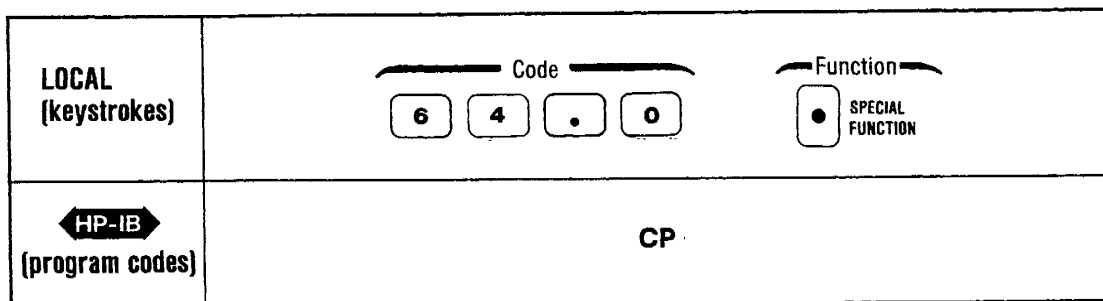 LOCAL
(keystrokes)
Code
Function
6 4 . 0
SPECIAL
FUNCTION
HP-IB
(program codes)
CP